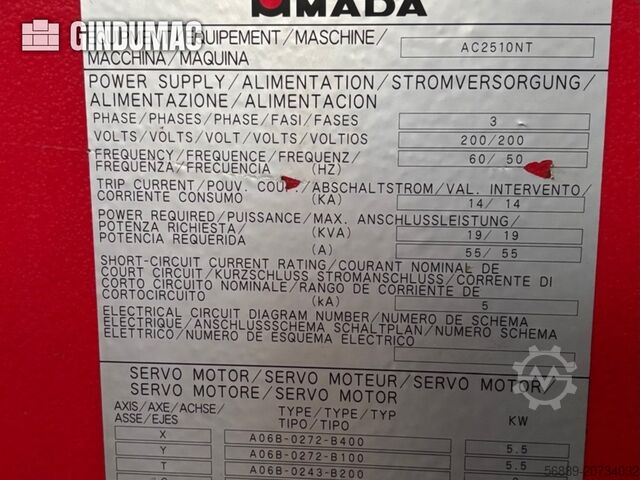 AMADA
GINDUMAC
EQUIPEMENT/MASCHINE/
MACCHINA/MAQUINA
AC2510NT
POWER SUPPLY/ALIMENTATION/STROMVERSORGUNG/
ALIMENTAZIONE/ALIMENTACION
PHASE/PHASES/PHASE/FASI/FASES
3
VOLTS/VOLTS/VOLT/VOLTS/VOLTIOS
200/200
FREQUENCY/FREQUENCE/FREQUENZ/
FREQUENZA/FRECUENCIA (HZ)
60/ 50
TRIP CURRENT/POUV. COUP./ABSCHALTSTROM/VAL. INTERVENTO/
CORRIENTE CONSUMO (KA)
14/ 14
POWER REQUIRED/PUISSANCE/MAX. ANSCHLUSSLEISTUNG/
POTENZA RICHIESTA/ (KVA)
19/ 19
POTENCIA REQUERIDA (A)
55/ 55
SHORT-CIRCUIT CURRENT RATING/COURANT NOMINAL DE
COURT CIRCUIT/KURZSCHLUSS STROMANSCHLUSS/CORRENTE DI
CORTO CIRCUITO NOMINALE/RANGO DE CORRIENTE DE
CORTOCIRCUITO (kA)
5
ELECTRICAL CIRCUIT DIAGRAM NUMBER/NUMERO DE SCHEMA
ELECTRIQUE/ANSCHLUSSSCHEMA SCHALTPLAN/NUMERO SCHEMA
ELETTRICO/NUMERO DE ESQUEMA ELECTRICO
SERVO MOTOR/SERVO MOTEUR/SERVO MOTOR/
SERVO MOTORE/SERVO MOTOR
AXIS/AXE/ACHSE/
ASSE/EJES
TYPE/TYPE/TYP
TIPO/TIPO/
KW
X A06B-0272-B400 5.5
Y A06B-0272-B100 5.5
T A06B-0243-B200
56889-20734092